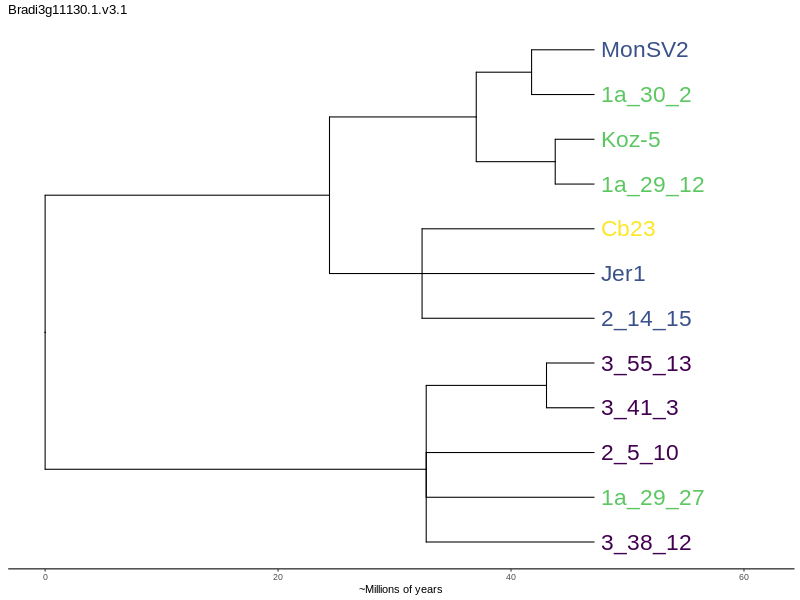 Bradi3g11130.1.v3.1
MonSV2
1a_30_2
Koz-5
1a_29_12
Cb23
Jer1
2_14_15
3_55_13
3_41_3
2_5_10
1a_29_27
3_38_12
0 20 40 60
~Millions of years